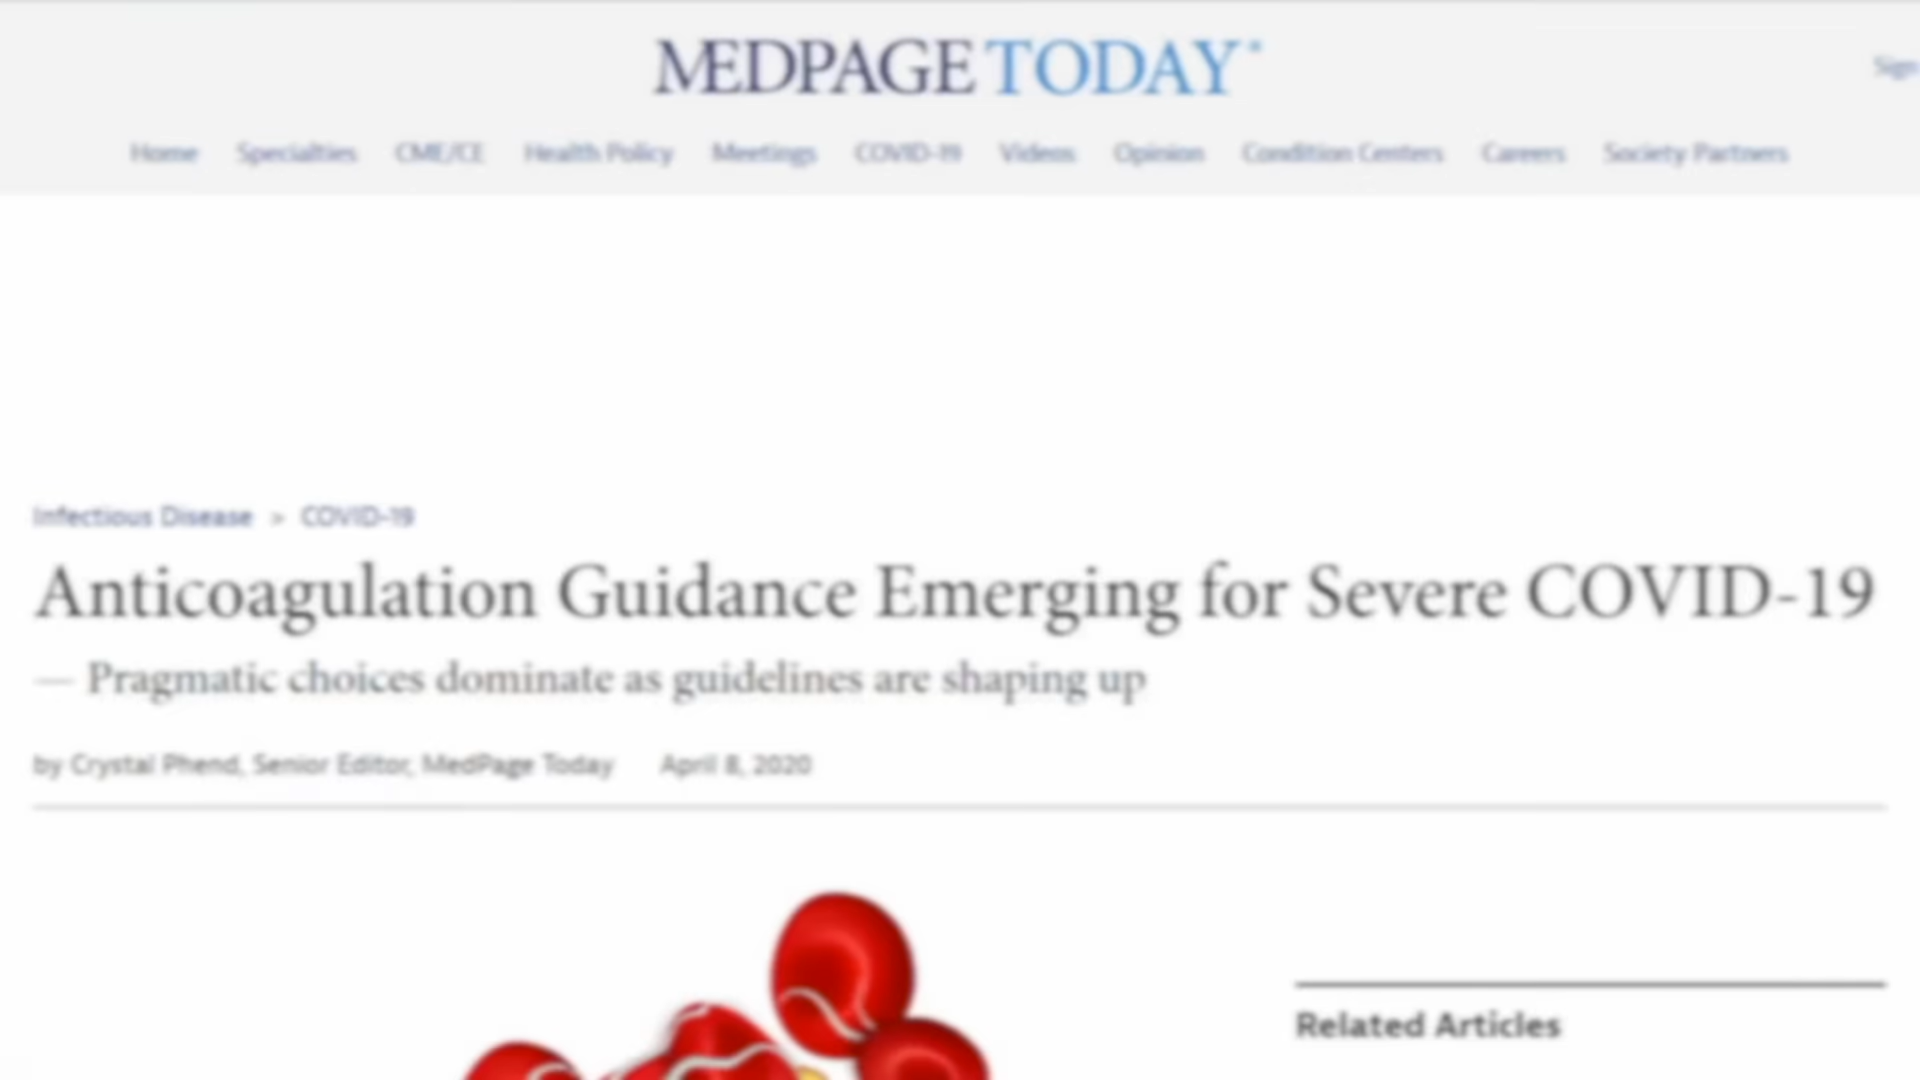 MEDPAGE TODAY
Sign
Home Specialties CME/CE Health Policy Meetings COVID-19 Videos Opinion Condition Centers Careers Society Partners
Infectious Disease > COVID-19
Anticoagulation Guidance Emerging for Severe COVID-19
— Pragmatic choices dominate as guidelines are shaping up
by Crystal Phend, Senior Editor, MedPage Today April 8, 2020
Related Articles